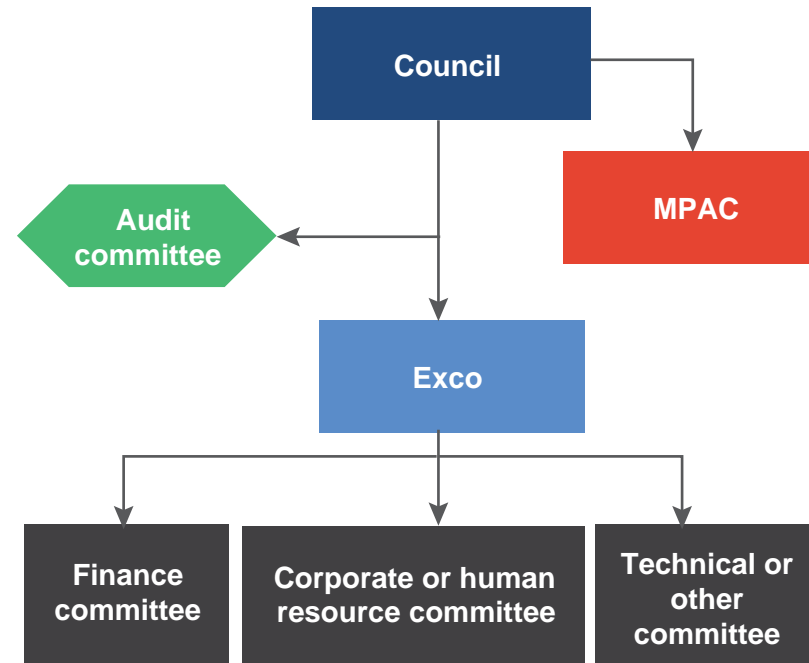 Council
MPAC
Audit
committee
Exco
Finance
committee
Corporate or human
resource committee
Technical or
other
committee